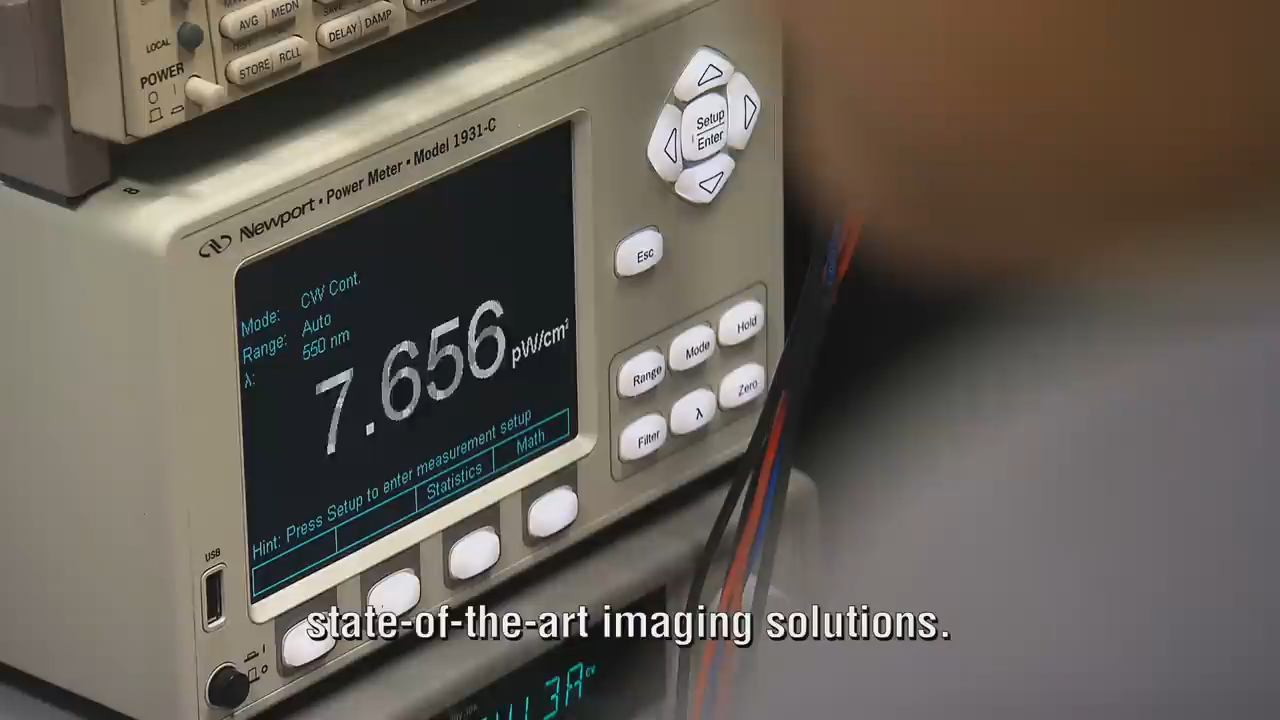 AVG MEDN
DELAY DAMP
LOCAL
STORE RCLL
POWER
Newport • Power Meter • Model 1931-C
Setup
Enter
Esc
Mode: CW Cont.
Range: Auto
λ: 550 nm
7.656 pW/cm²
Hint: Press Setup to enter measurement setup
Statistics Math
Range Mode Hold
Filter λ Zero
USB
state-of-the-art imaging solutions.